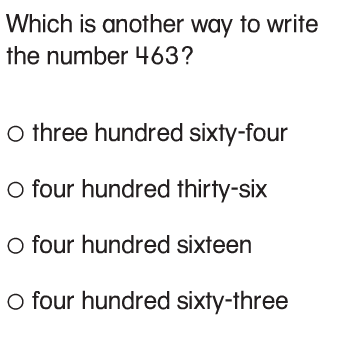 Which is another way to write
the number 463?
three hundred sixty-four
four hundred thirty-six
four hundred sixteen
four hundred sixty-three